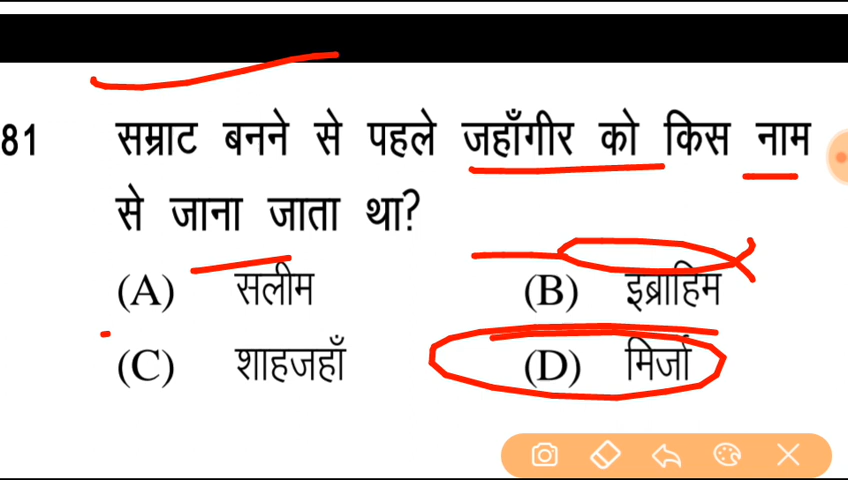 81 सम्राट बनने से पहले जहाँगीर को किस नाम
से जाना जाता था?
(A) सलीम (B) इब्राहिम
(C) शाहजहाँ (D) मिर्जा